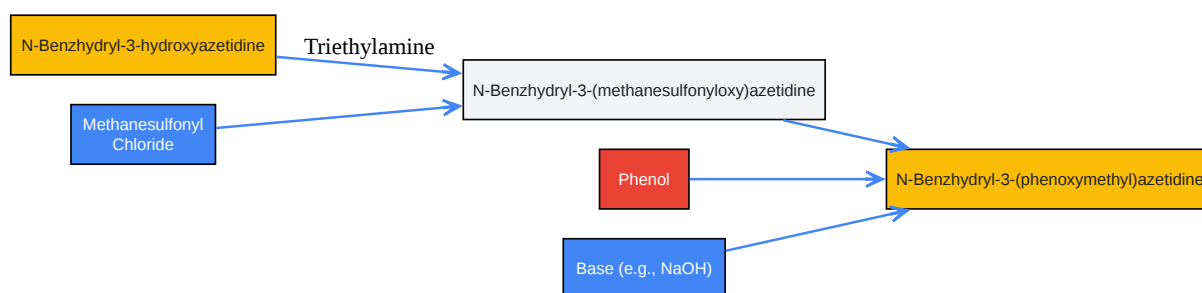 N-Benzhydryl-3-hydroxyazetidine
Triethylamine
N-Benzhydryl-3-(methanesulfonyloxy)azetidine
Methanesulfonyl
Chloride
Phenol
N-Benzhydryl-3-(phenoxymethyl)azetidine
Base (e.g., NaOH)